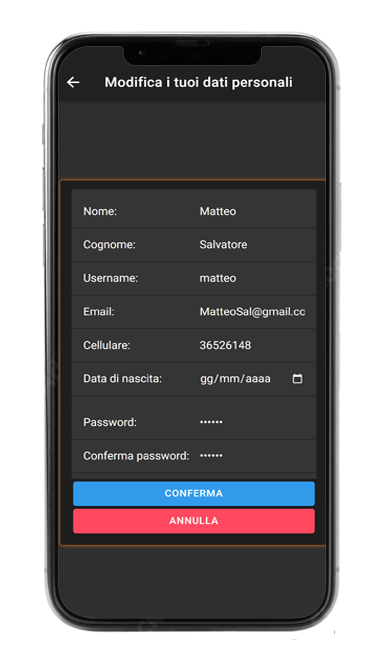 Modifica i tuoi dati personali
Nome: Matteo
Cognome: Salvatore
Username: matteo
Email: MatteoSal@gmail.cc
Cellulare: 36526148
Data di nascita: gg/mm/aaaa
Password: ••••••
Conferma password: ••••••
CONFERMA
ANNULLA